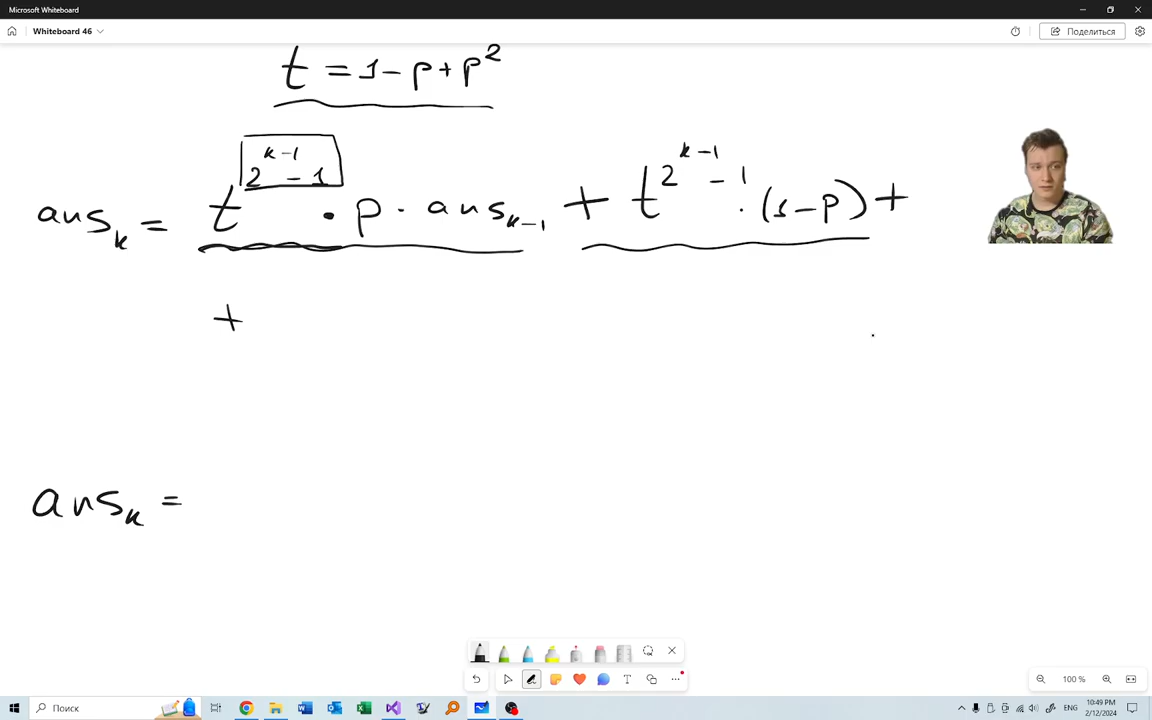 Microsoft Whiteboard
Whiteboard 46
Поделиться
t = 1 - p + p²
ans_k = t^(2^(k-1) - 1) · p · ans_(k-1) + t^(2^(k-1) - 1) · (1-p) +
+
ans_k =
100 %
Поиск
ENG
10:49 PM
2/12/2024